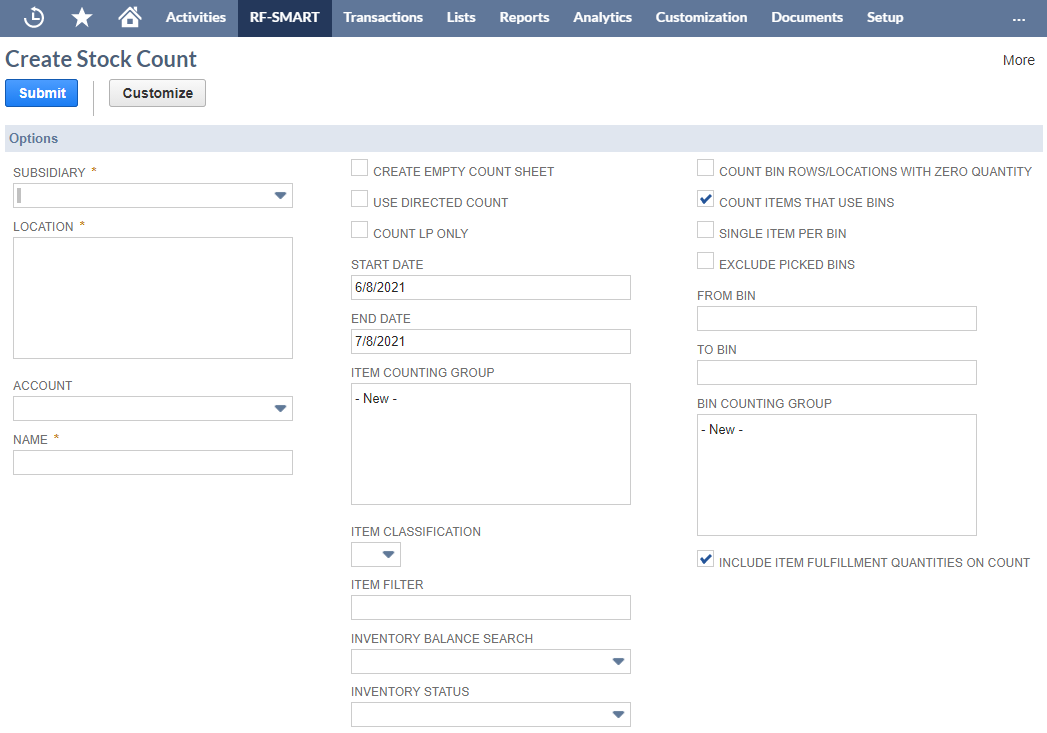 Activities RF-SMART Transactions Lists Reports Analytics Customization Documents Setup ...
Create Stock Count
More
Submit
Customize
Options
SUBSIDIARY *
LOCATION *
ACCOUNT
NAME *
CREATE EMPTY COUNT SHEET
USE DIRECTED COUNT
COUNT LP ONLY
START DATE
6/8/2021
END DATE
7/8/2021
ITEM COUNTING GROUP
- New -
ITEM CLASSIFICATION
ITEM FILTER
INVENTORY BALANCE SEARCH
INVENTORY STATUS
COUNT BIN ROWS/LOCATIONS WITH ZERO QUANTITY
COUNT ITEMS THAT USE BINS
SINGLE ITEM PER BIN
EXCLUDE PICKED BINS
FROM BIN
TO BIN
BIN COUNTING GROUP
- New -
INCLUDE ITEM FULFILLMENT QUANTITIES ON COUNT